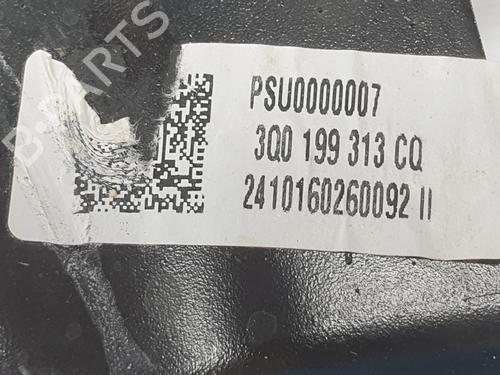 PSU0000007
3Q0 199 313 CQ
2410160260092 II
B-PARTS